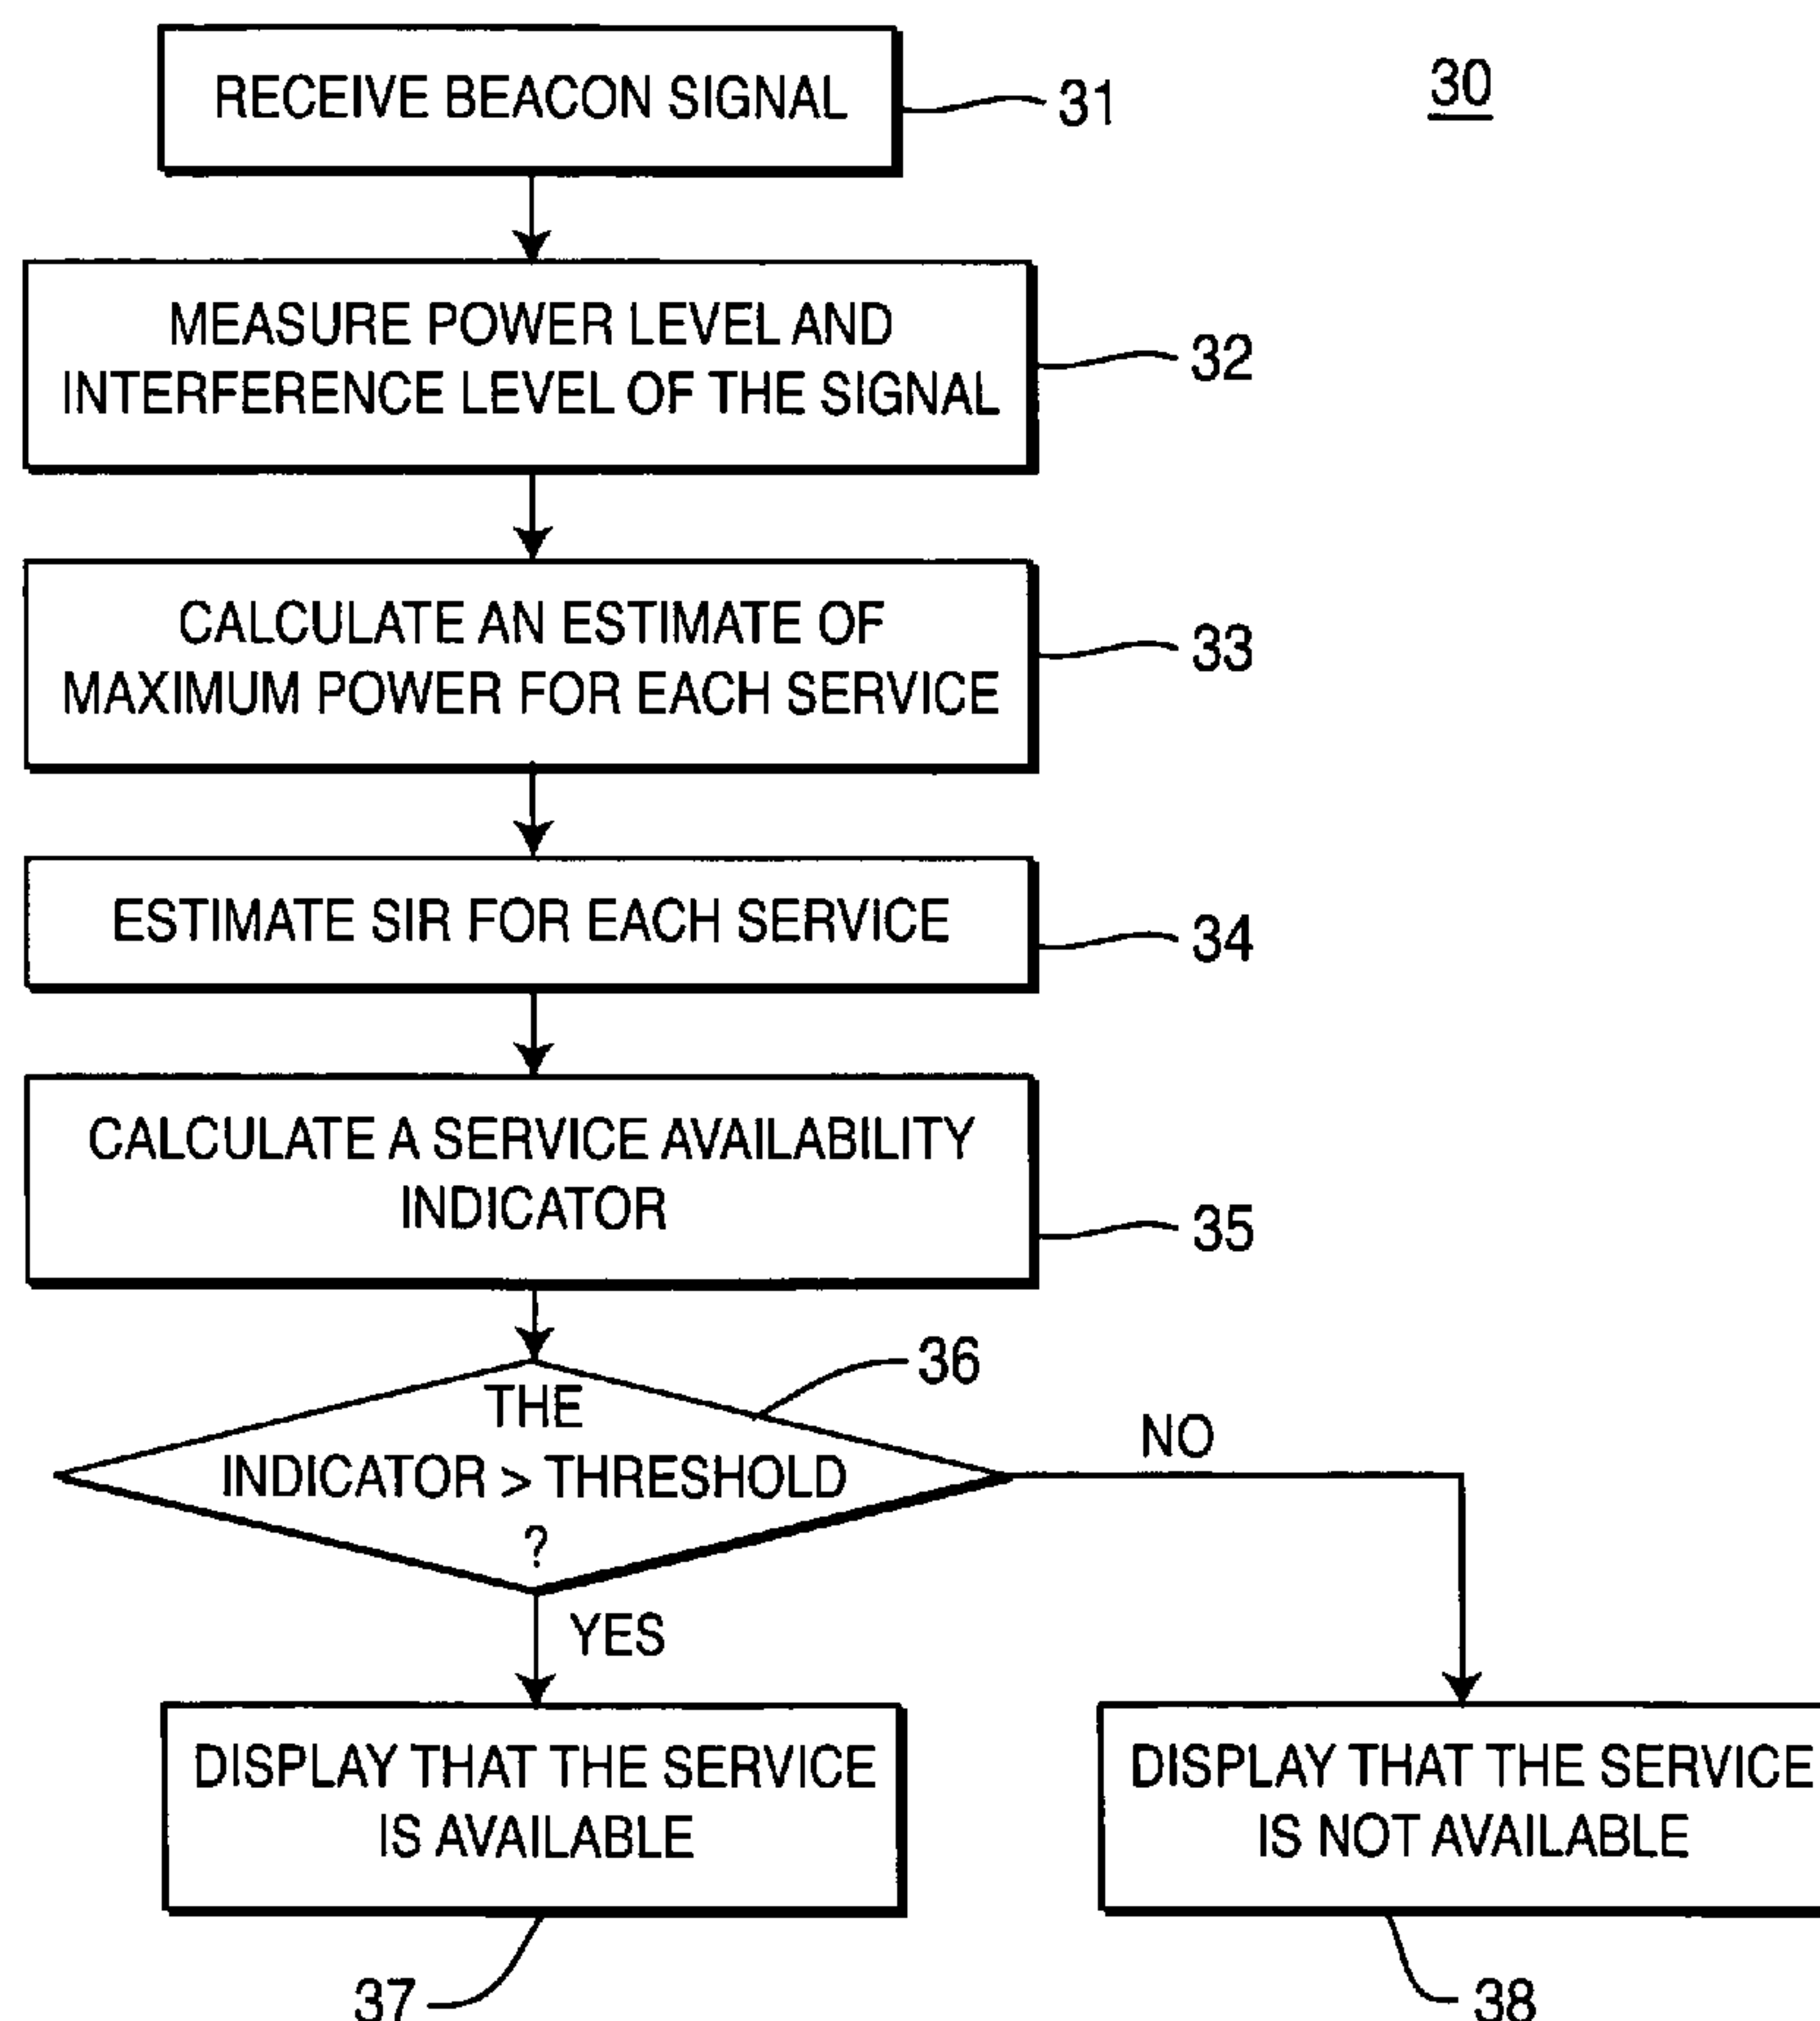 RECEIVE BEACON SIGNAL
31
30
MEASURE POWER LEVEL AND
INTERFERENCE LEVEL OF THE SIGNAL
32
CALCULATE AN ESTIMATE OF
MAXIMUM POWER FOR EACH SERVICE
33
ESTIMATE SIR FOR EACH SERVICE
34
CALCULATE A SERVICE AVAILABILITY
INDICATOR
35
36
THE
INDICATOR > THRESHOLD
?
NO
YES
DISPLAY THAT THE SERVICE
IS AVAILABLE
DISPLAY THAT THE SERVICE
IS NOT AVAILABLE
37
38